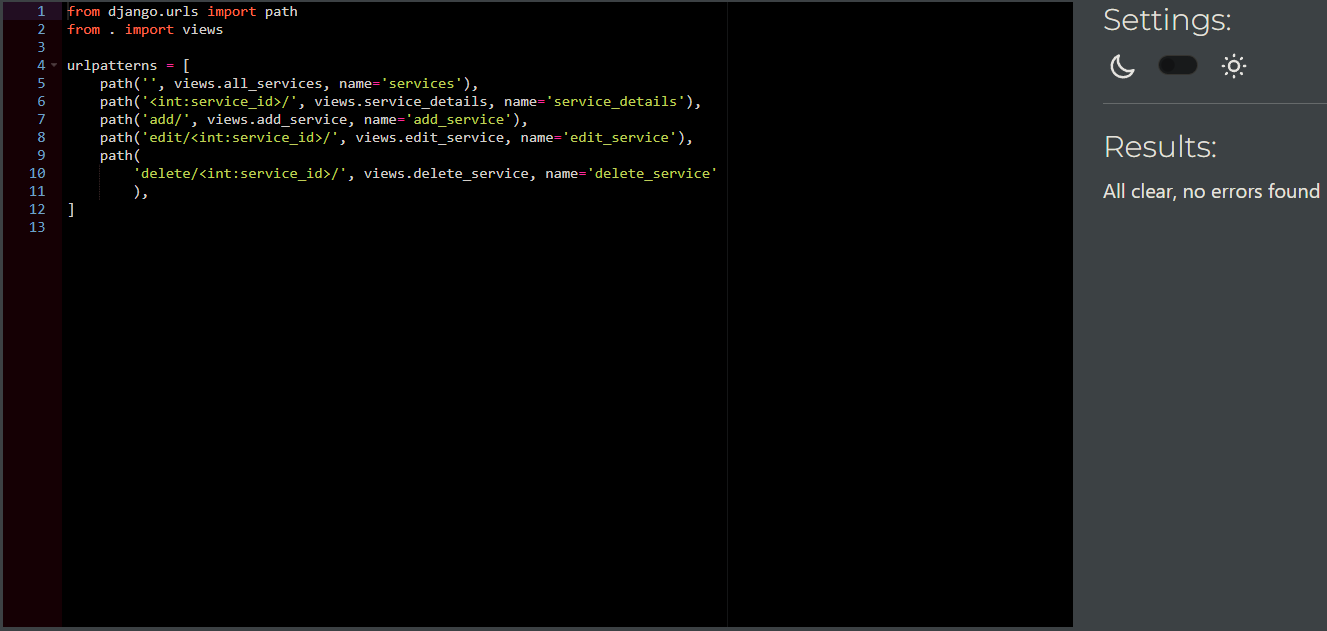 1 from django.urls import path
2 from . import views
3
4 urlpatterns = [
5     path('', views.all_services, name='services'),
6     path('<int:service_id>/', views.service_details, name='service_details'),
7     path('add/', views.add_service, name='add_service'),
8     path('edit/<int:service_id>/', views.edit_service, name='edit_service'),
9     path(
10         'delete/<int:service_id>/', views.delete_service, name='delete_service'
11         ),
12 ]
13
Settings:
Results:
All clear, no errors found